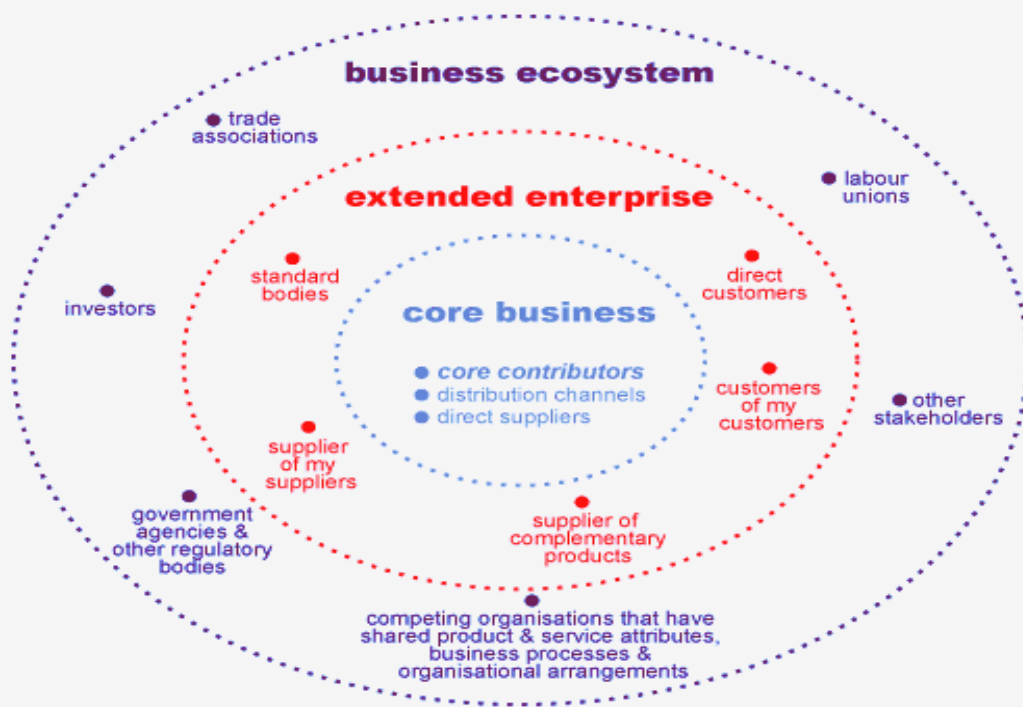 business ecosystem
trade
associations
labour
unions
extended enterprise
standard
bodies
direct
customers
investors
core business
core contributors
distribution channels
direct suppliers
customers
of my
customers
other
stakeholders
supplier
of my
suppliers
government
agencies &
other regulatory
bodies
supplier of
complementary
products
competing organisations that have
shared product & service attributes,
business processes &
organisational arrangements